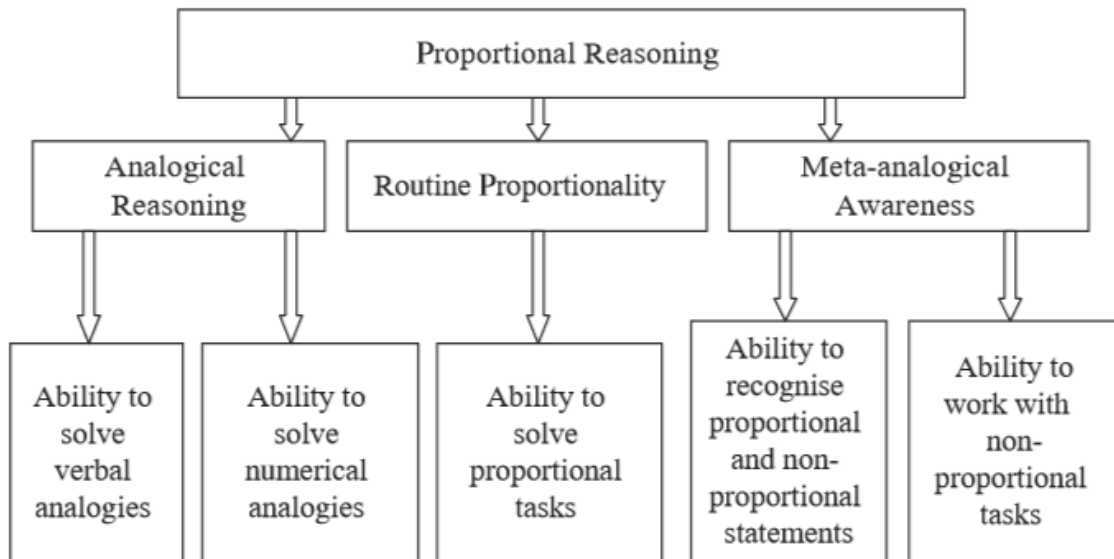 Proportional Reasoning
Analogical
Reasoning
Routine Proportionality
Meta-analogical
Awareness
Ability to
solve
verbal
analogies
Ability to
solve
numerical
analogies
Ability to
solve
proportional
tasks
Ability to
recognise
proportional
and non-
proportional
statements
Ability to
work with
non-
proportional
tasks